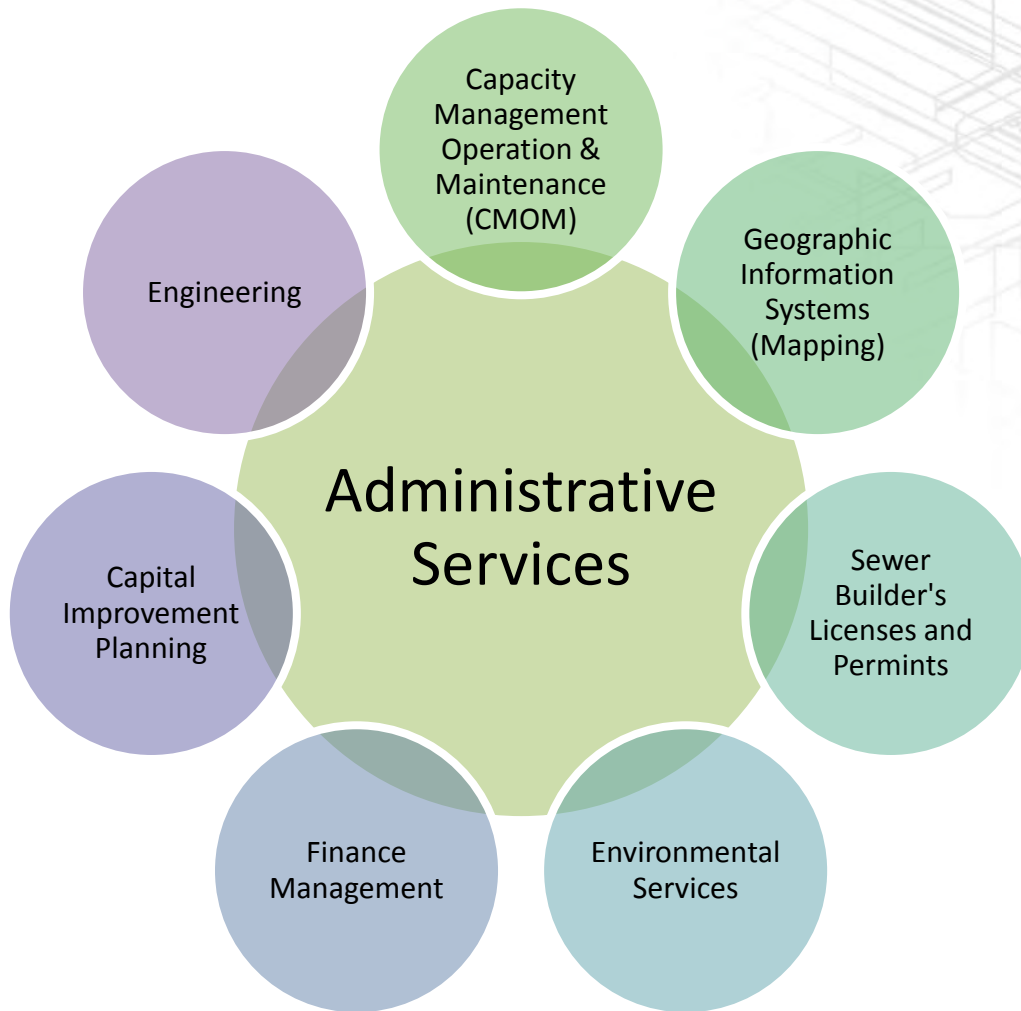 Capacity
Management
Operation &
Maintenance
(CMOM)
Geographic
Information
Systems
(Mapping)
Sewer
Builder's
Licenses and
Permints
Environmental
Services
Finance
Management
Capital
Improvement
Planning
Engineering
Administrative
Services